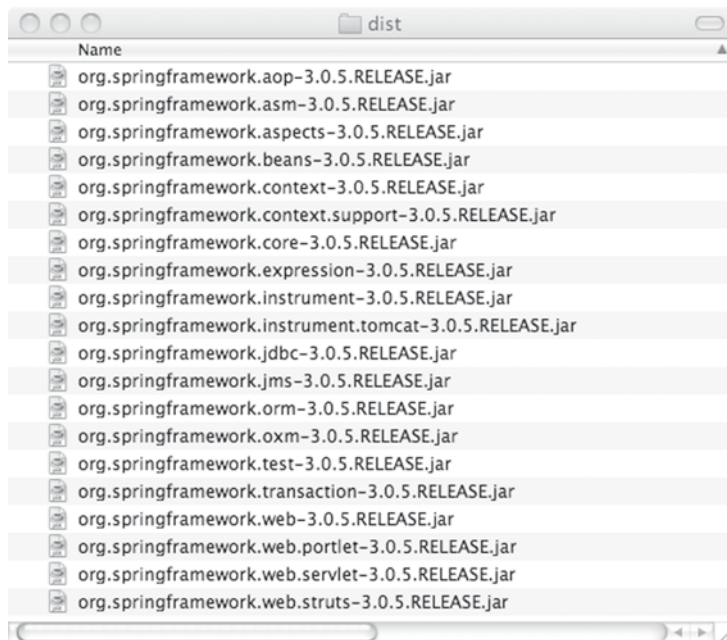 dist
Name
org.springframework.aop-3.0.5.RELEASE.jar
org.springframework.asm-3.0.5.RELEASE.jar
org.springframework.aspects-3.0.5.RELEASE.jar
org.springframework.beans-3.0.5.RELEASE.jar
org.springframework.context-3.0.5.RELEASE.jar
org.springframework.context.support-3.0.5.RELEASE.jar
org.springframework.core-3.0.5.RELEASE.jar
org.springframework.expression-3.0.5.RELEASE.jar
org.springframework.instrument-3.0.5.RELEASE.jar
org.springframework.instrument.tomcat-3.0.5.RELEASE.jar
org.springframework.jdbc-3.0.5.RELEASE.jar
org.springframework.jms-3.0.5.RELEASE.jar
org.springframework.orm-3.0.5.RELEASE.jar
org.springframework.oxm-3.0.5.RELEASE.jar
org.springframework.test-3.0.5.RELEASE.jar
org.springframework.transaction-3.0.5.RELEASE.jar
org.springframework.web-3.0.5.RELEASE.jar
org.springframework.web.portlet-3.0.5.RELEASE.jar
org.springframework.web.servlet-3.0.5.RELEASE.jar
org.springframework.web.struts-3.0.5.RELEASE.jar